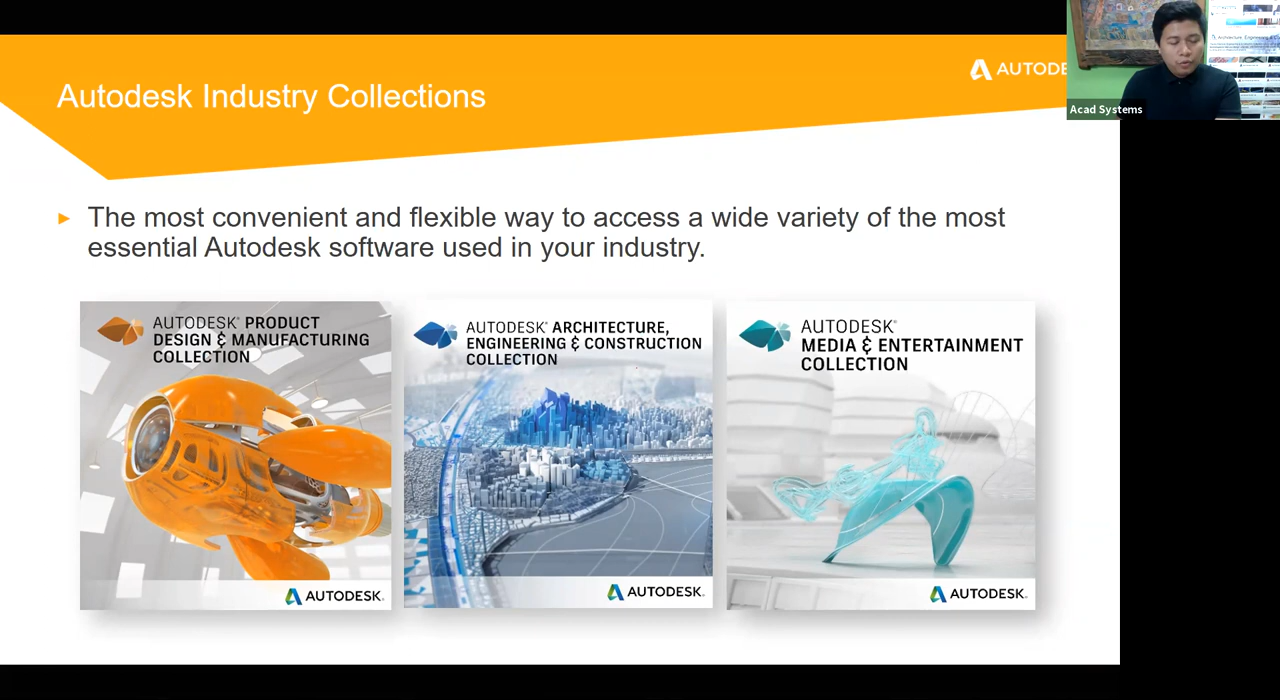 Autodesk Industry Collections
AUTODE
Acad Systems
The most convenient and flexible way to access a wide variety of the most
essential Autodesk software used in your industry.
AUTODESK® PRODUCT
DESIGN & MANUFACTURING
COLLECTION
AUTODESK.
AUTODESK® ARCHITECTURE,
ENGINEERING & CONSTRUCTION
COLLECTION
AUTODESK.
AUTODESK®
MEDIA & ENTERTAINMENT
COLLECTION
AUTODESK.